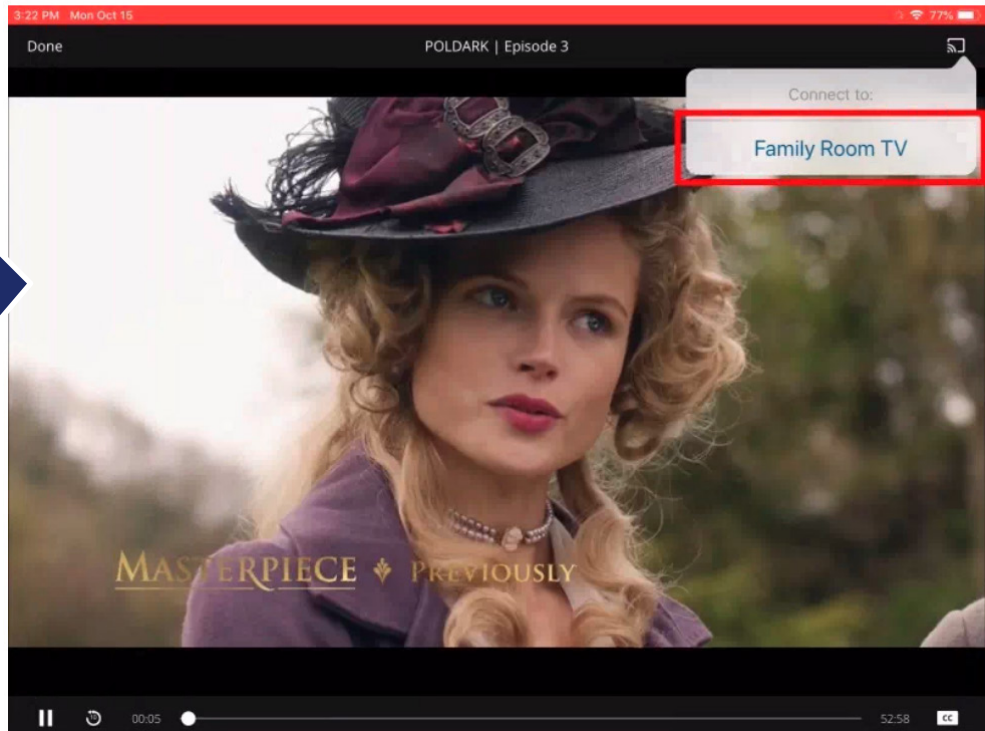 3:22 PM Mon Oct 15 77%
Done POLDARK | Episode 3
Connect to:
Family Room TV
MASTERPIECE PREVIOUSLY
10
00:05 52:58 CC